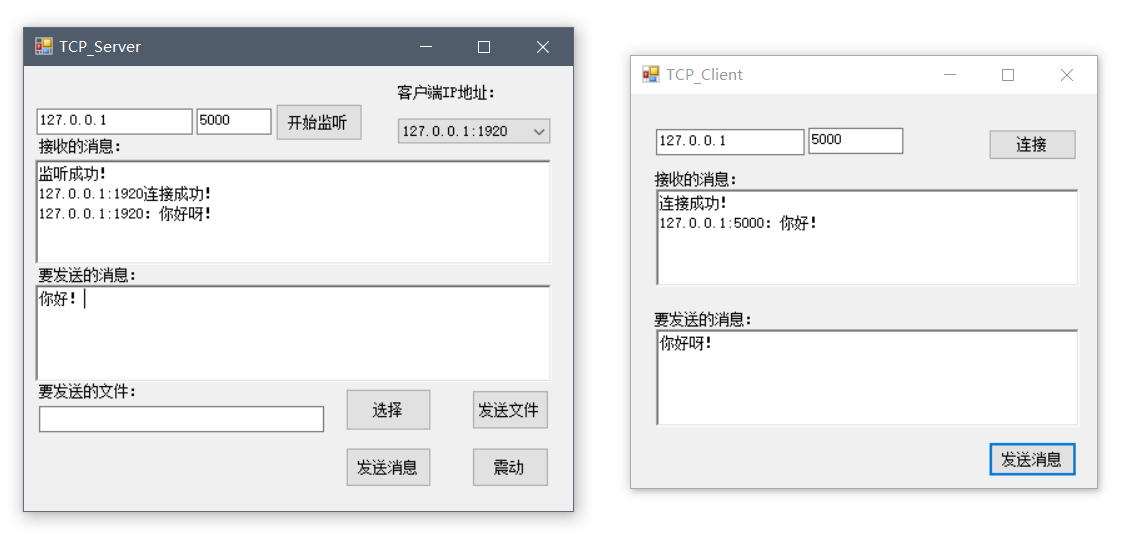 TCP_Server
客户端IP地址:
127.0.0.1
5000
开始监听
127.0.0.1:1920
接收的消息:
监听成功!
127.0.0.1:1920连接成功!
127.0.0.1:1920: 你好呀!
要发送的消息:
你好!
要发送的文件:
选择
发送文件
发送消息
震动
TCP_Client
127.0.0.1
5000
连接
接收的消息:
连接成功!
127.0.0.1:5000: 你好!
要发送的消息:
你好呀!
发送消息